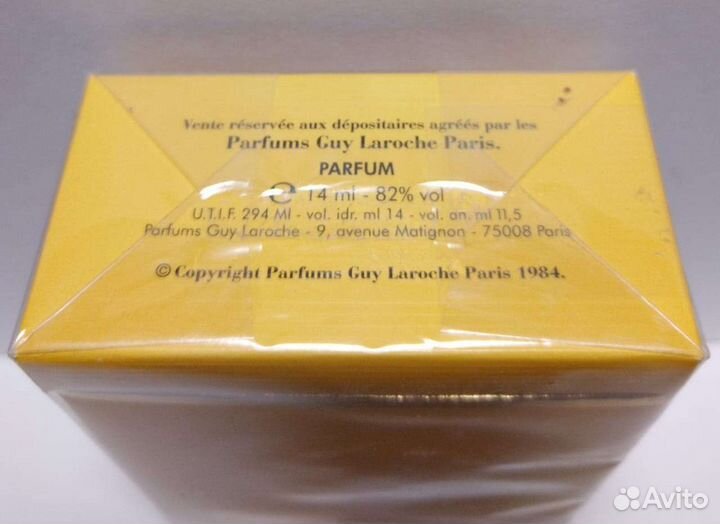 Vente réservée aux dépositaires agréés par les
Parfums Guy Laroche Paris.
PARFUM
℮ 14 ml - 82% vol
U.T.I.F. 294 MI - vol. idr. ml 14 - vol. an. ml 11,5
Parfums Guy Laroche - 9, avenue Matignon - 75008 Paris
© Copyright Parfums Guy Laroche Paris 1984.
Avito